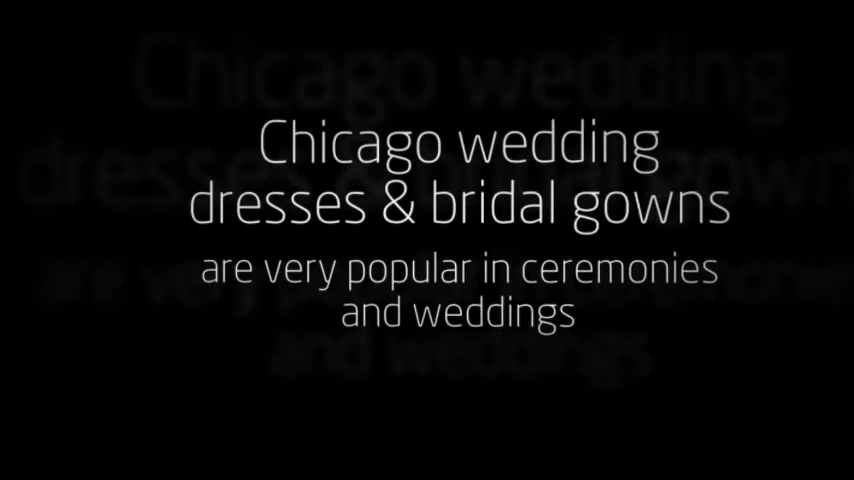 Chicago wedding
dresses & bridal gowns
are very popular in ceremonies
and weddings